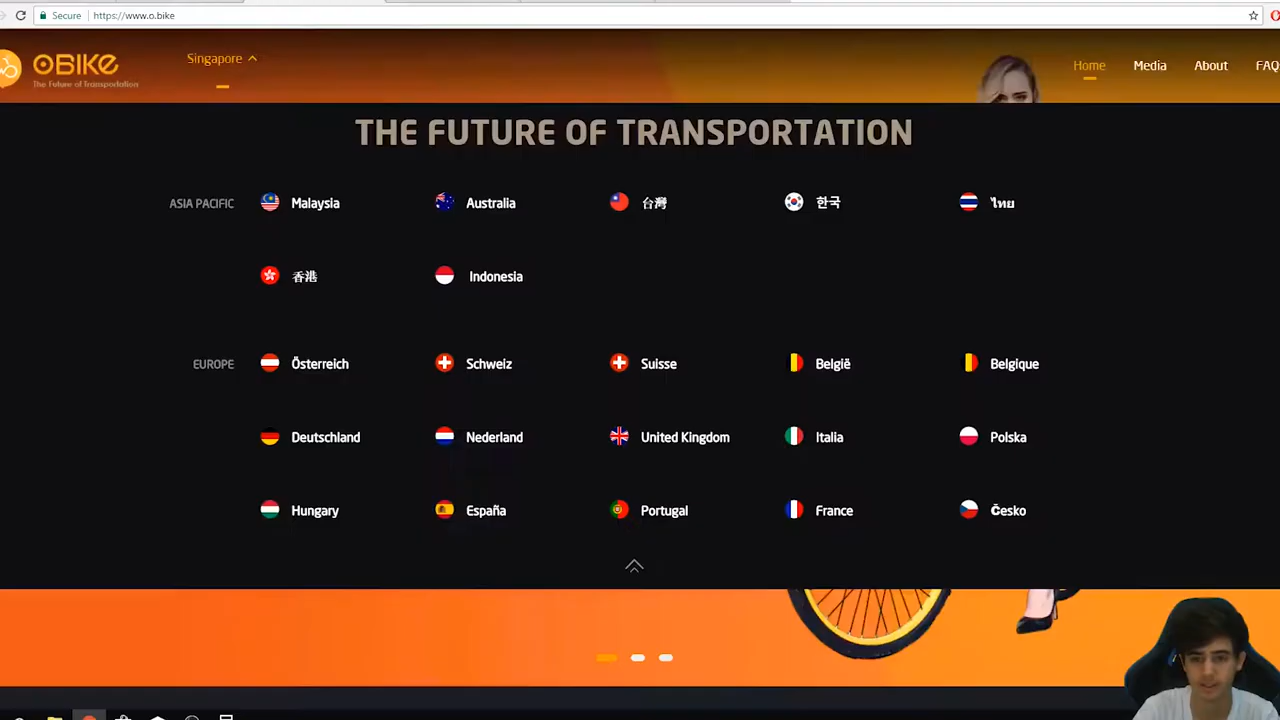 Secure https://www.o.bike
OBIKE
The Future of Transportation
Singapore
Home Media About FAQ
THE FUTURE OF TRANSPORTATION
ASIA PACIFIC Malaysia Australia 台灣 한국 ไทย
香港 Indonesia
EUROPE Österreich Schweiz Suisse België Belgique
Deutschland Nederland United Kingdom Italia Polska
Hungary España Portugal France Česko